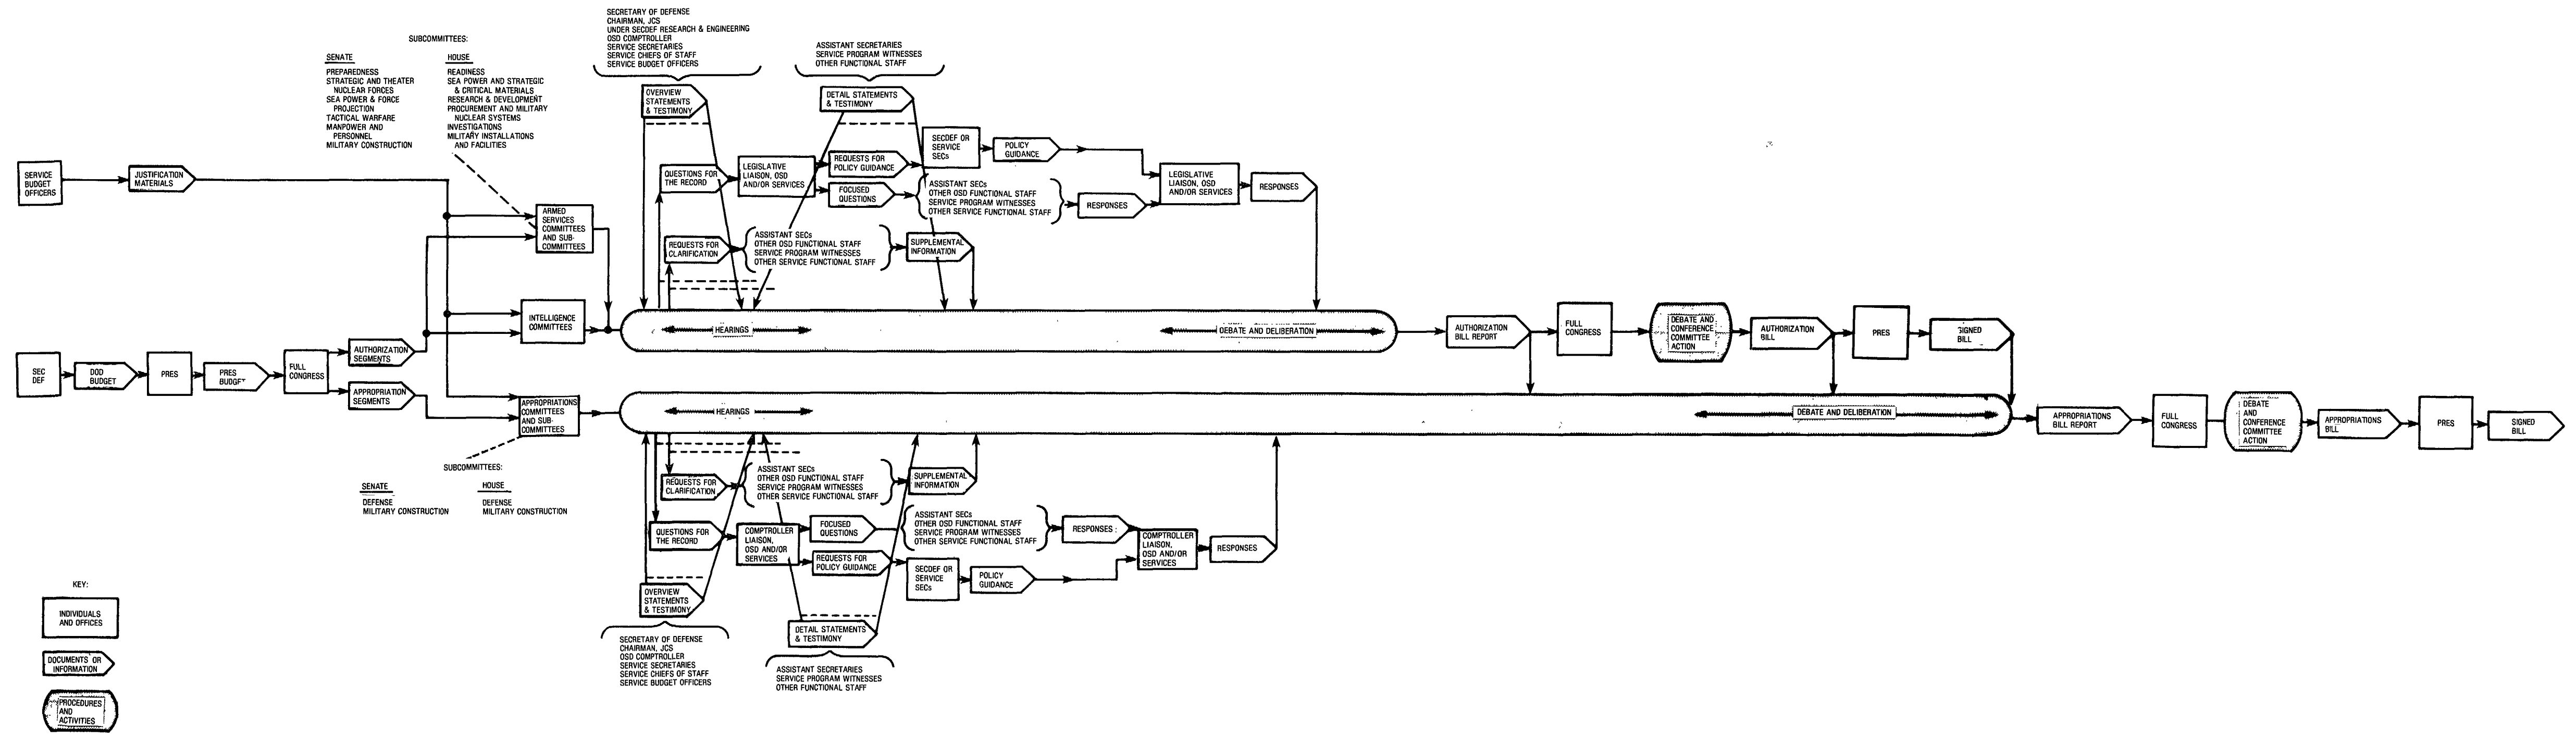 SUBCOMMITTEES:
SENATE
PREPAREDNESS
STRATEGIC AND THEATER
NUCLEAR FORCES
SEA POWER & FORCE
PROJECTION
TACTICAL WARFARE
MANPOWER AND
PERSONNEL
MILITARY CONSTRUCTION
HOUSE
READINESS
SEA POWER AND STRATEGIC
& CRITICAL MATERIALS
RESEARCH & DEVELOPMENT
PROCUREMENT AND MILITARY
NUCLEAR SYSTEMS
INVESTIGATIONS
MILITARY INSTALLATIONS
AND FACILITIES
SECRETARY OF DEFENSE
CHAIRMAN, JCS
UNDER SECDEF RESEARCH & ENGINEERING
OSD COMPTROLLER
SERVICE SECRETARIES
SERVICE CHIEFS OF STAFF
SERVICE BUDGET OFFICERS
ASSISTANT SECRETARIES
SERVICE PROGRAM WITNESSES
OTHER FUNCTIONAL STAFF
OVERVIEW
STATEMENTS
& TESTIMONY
DETAIL STATEMENTS
& TESTIMONY
SERVICE
BUDGET
OFFICERS
JUSTIFICATION
MATERIALS
QUESTIONS FOR
THE RECORD
LEGISLATIVE
LIAISON, OSD
AND/OR SERVICES
REQUESTS FOR
POLICY GUIDANCE
FOCUSED
QUESTIONS
SECDEF OR
SERVICE
SECs
POLICY
GUIDANCE
ASSISTANT SECs
OTHER OSD FUNCTIONAL STAFF
SERVICE PROGRAM WITNESSES
OTHER SERVICE FUNCTIONAL STAFF
RESPONSES
LEGISLATIVE
LIAISON, OSD
AND/OR SERVICES
RESPONSES
ARMED
SERVICES
COMMITTEES
AND SUB-
COMMITTEES
REQUESTS FOR
CLARIFICATION
ASSISTANT SECs
OTHER OSD FUNCTIONAL STAFF
SERVICE PROGRAM WITNESSES
OTHER SERVICE FUNCTIONAL STAFF
SUPPLEMENTAL
INFORMATION
INTELLIGENCE
COMMITTEES
HEARINGS
DEBATE AND DELIBERATION
AUTHORIZATION
BILL REPORT
FULL
CONGRESS
DEBATE AND
CONFERENCE
COMMITTEE
ACTION
AUTHORIZATION
BILL
PRES
SIGNED
BILL
SEC
DEF
DOD
BUDGET
PRES
PRES
BUDGET
FULL
CONGRESS
AUTHORIZATION
SEGMENTS
APPROPRIATION
SEGMENTS
APPROPRIATIONS
COMMITTEES
AND SUB-
COMMITTEES
HEARINGS
DEBATE AND DELIBERATION
APPROPRIATIONS
BILL REPORT
FULL
CONGRESS
DEBATE
AND
CONFERENCE
COMMITTEE
ACTION
APPROPRIATIONS
BILL
PRES
SIGNED
BILL
SUBCOMMITTEES:
SENATE
DEFENSE
MILITARY CONSTRUCTION
HOUSE
DEFENSE
MILITARY CONSTRUCTION
REQUESTS FOR
CLARIFICATION
ASSISTANT SECs
OTHER OSD FUNCTIONAL STAFF
SERVICE PROGRAM WITNESSES
OTHER SERVICE FUNCTIONAL STAFF
SUPPLEMENTAL
INFORMATION
QUESTIONS FOR
THE RECORD
COMPTROLLER
LIAISON,
OSD AND/OR
SERVICES
FOCUSED
QUESTIONS
REQUESTS FOR
POLICY GUIDANCE
ASSISTANT SECs
OTHER OSD FUNCTIONAL STAFF
SERVICE PROGRAM WITNESSES
OTHER SERVICE FUNCTIONAL STAFF
RESPONSES
SECDEF OR
SERVICE
SECs
POLICY
GUIDANCE
COMPTROLLER
LIAISON,
OSD AND/OR
SERVICES
RESPONSES
OVERVIEW
STATEMENTS
& TESTIMONY
DETAIL STATEMENTS
& TESTIMONY
SECRETARY OF DEFENSE
CHAIRMAN, JCS
OSD COMPTROLLER
SERVICE SECRETARIES
SERVICE CHIEFS OF STAFF
SERVICE BUDGET OFFICERS
ASSISTANT SECRETARIES
SERVICE PROGRAM WITNESSES
OTHER FUNCTIONAL STAFF
KEY:
INDIVIDUALS
AND OFFICES
DOCUMENTS OR
INFORMATION
PROCEDURES
AND
ACTIVITIES